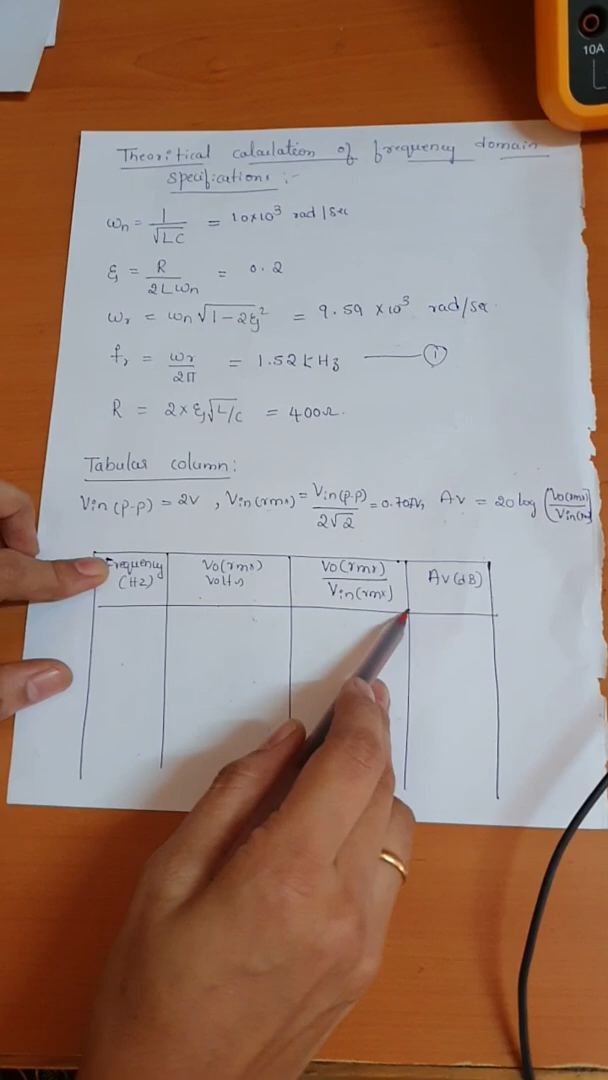 10A
Theoritical calculation of frequency domain
specifications :-
ωn = 1/√LC = 10×10³ rad/sec
ξ = R/2Lωn = 0.2
ωr = ωn√1-2ξ² = 9.59 ×10³ rad/sec
fr = ωr/2π = 1.52 kHz ——— ①
R = 2×ξ√L/C = 400Ω.
Tabular column:
Vin(p-p) = 2V , Vin(rms) = Vin(p-p)/2√2 = 0.707V, AV = 20log (Vo(rms)/Vin(rms))
Frequency (Hz) Vo(rms) Volts Vo(rms)/Vin(rms) AV(dB)